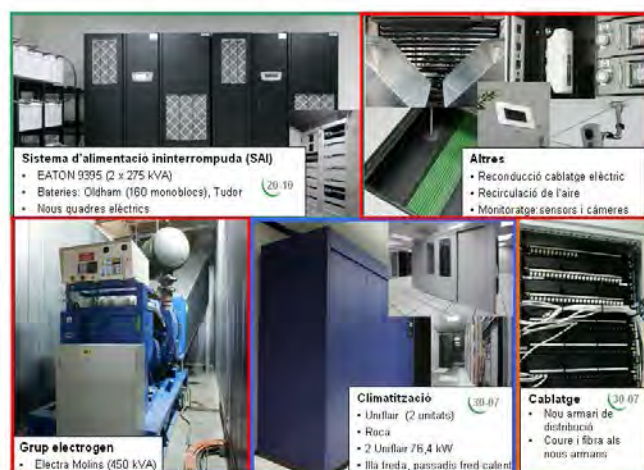 Sistema d'alimentació ininterrompuda (SAI)
• EATON 9395 (2 x 275 kVA)
• Bateries: Oldham (160 monoblocs), Tudor
• Nous quadres elèctrics
20-10
Altres
• Reconducció cablatge elèctric
• Recirculació de l'aire
• Monitoratge:sensors i càmeres
Grup electrogen
• Electra Molins (450 kVA)
Climatització
30-07
• Uniflair (2 unitats)
• Roca
• 2 Uniflair 76,4 kW
• Illa freda, passadís fred-calent
Cablatge
30-07
• Nou armari de
distribució
• Coure i fibra als
nous armaris